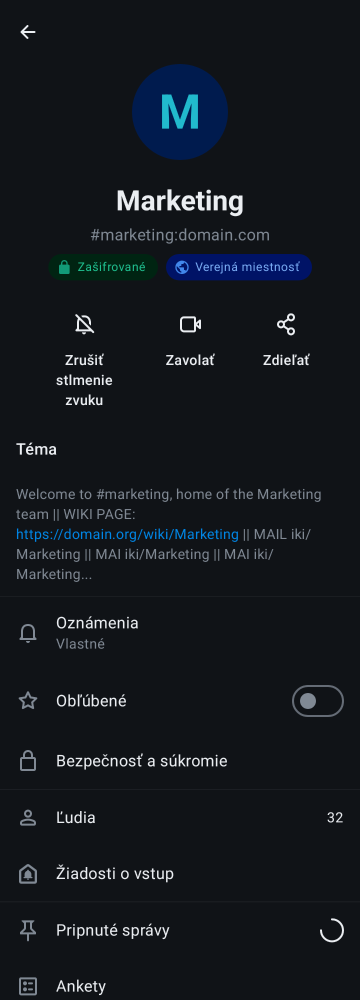 M
Marketing
#marketing:domain.com
Zašifrované
Verejná miestnosť
Zrušiť
stlmenie
zvuku
Zavolať
Zdieľať
Téma
Welcome to #marketing, home of the Marketing
team || WIKI PAGE:
https://domain.org/wiki/Marketing || MAIL iki/
Marketing || MAI iki/Marketing || MAI iki/
Marketing...
Oznámenia
Vlastné
Obľúbené
Bezpečnosť a súkromie
Ľudia
32
Žiadosti o vstup
Pripnuté správy
Ankety